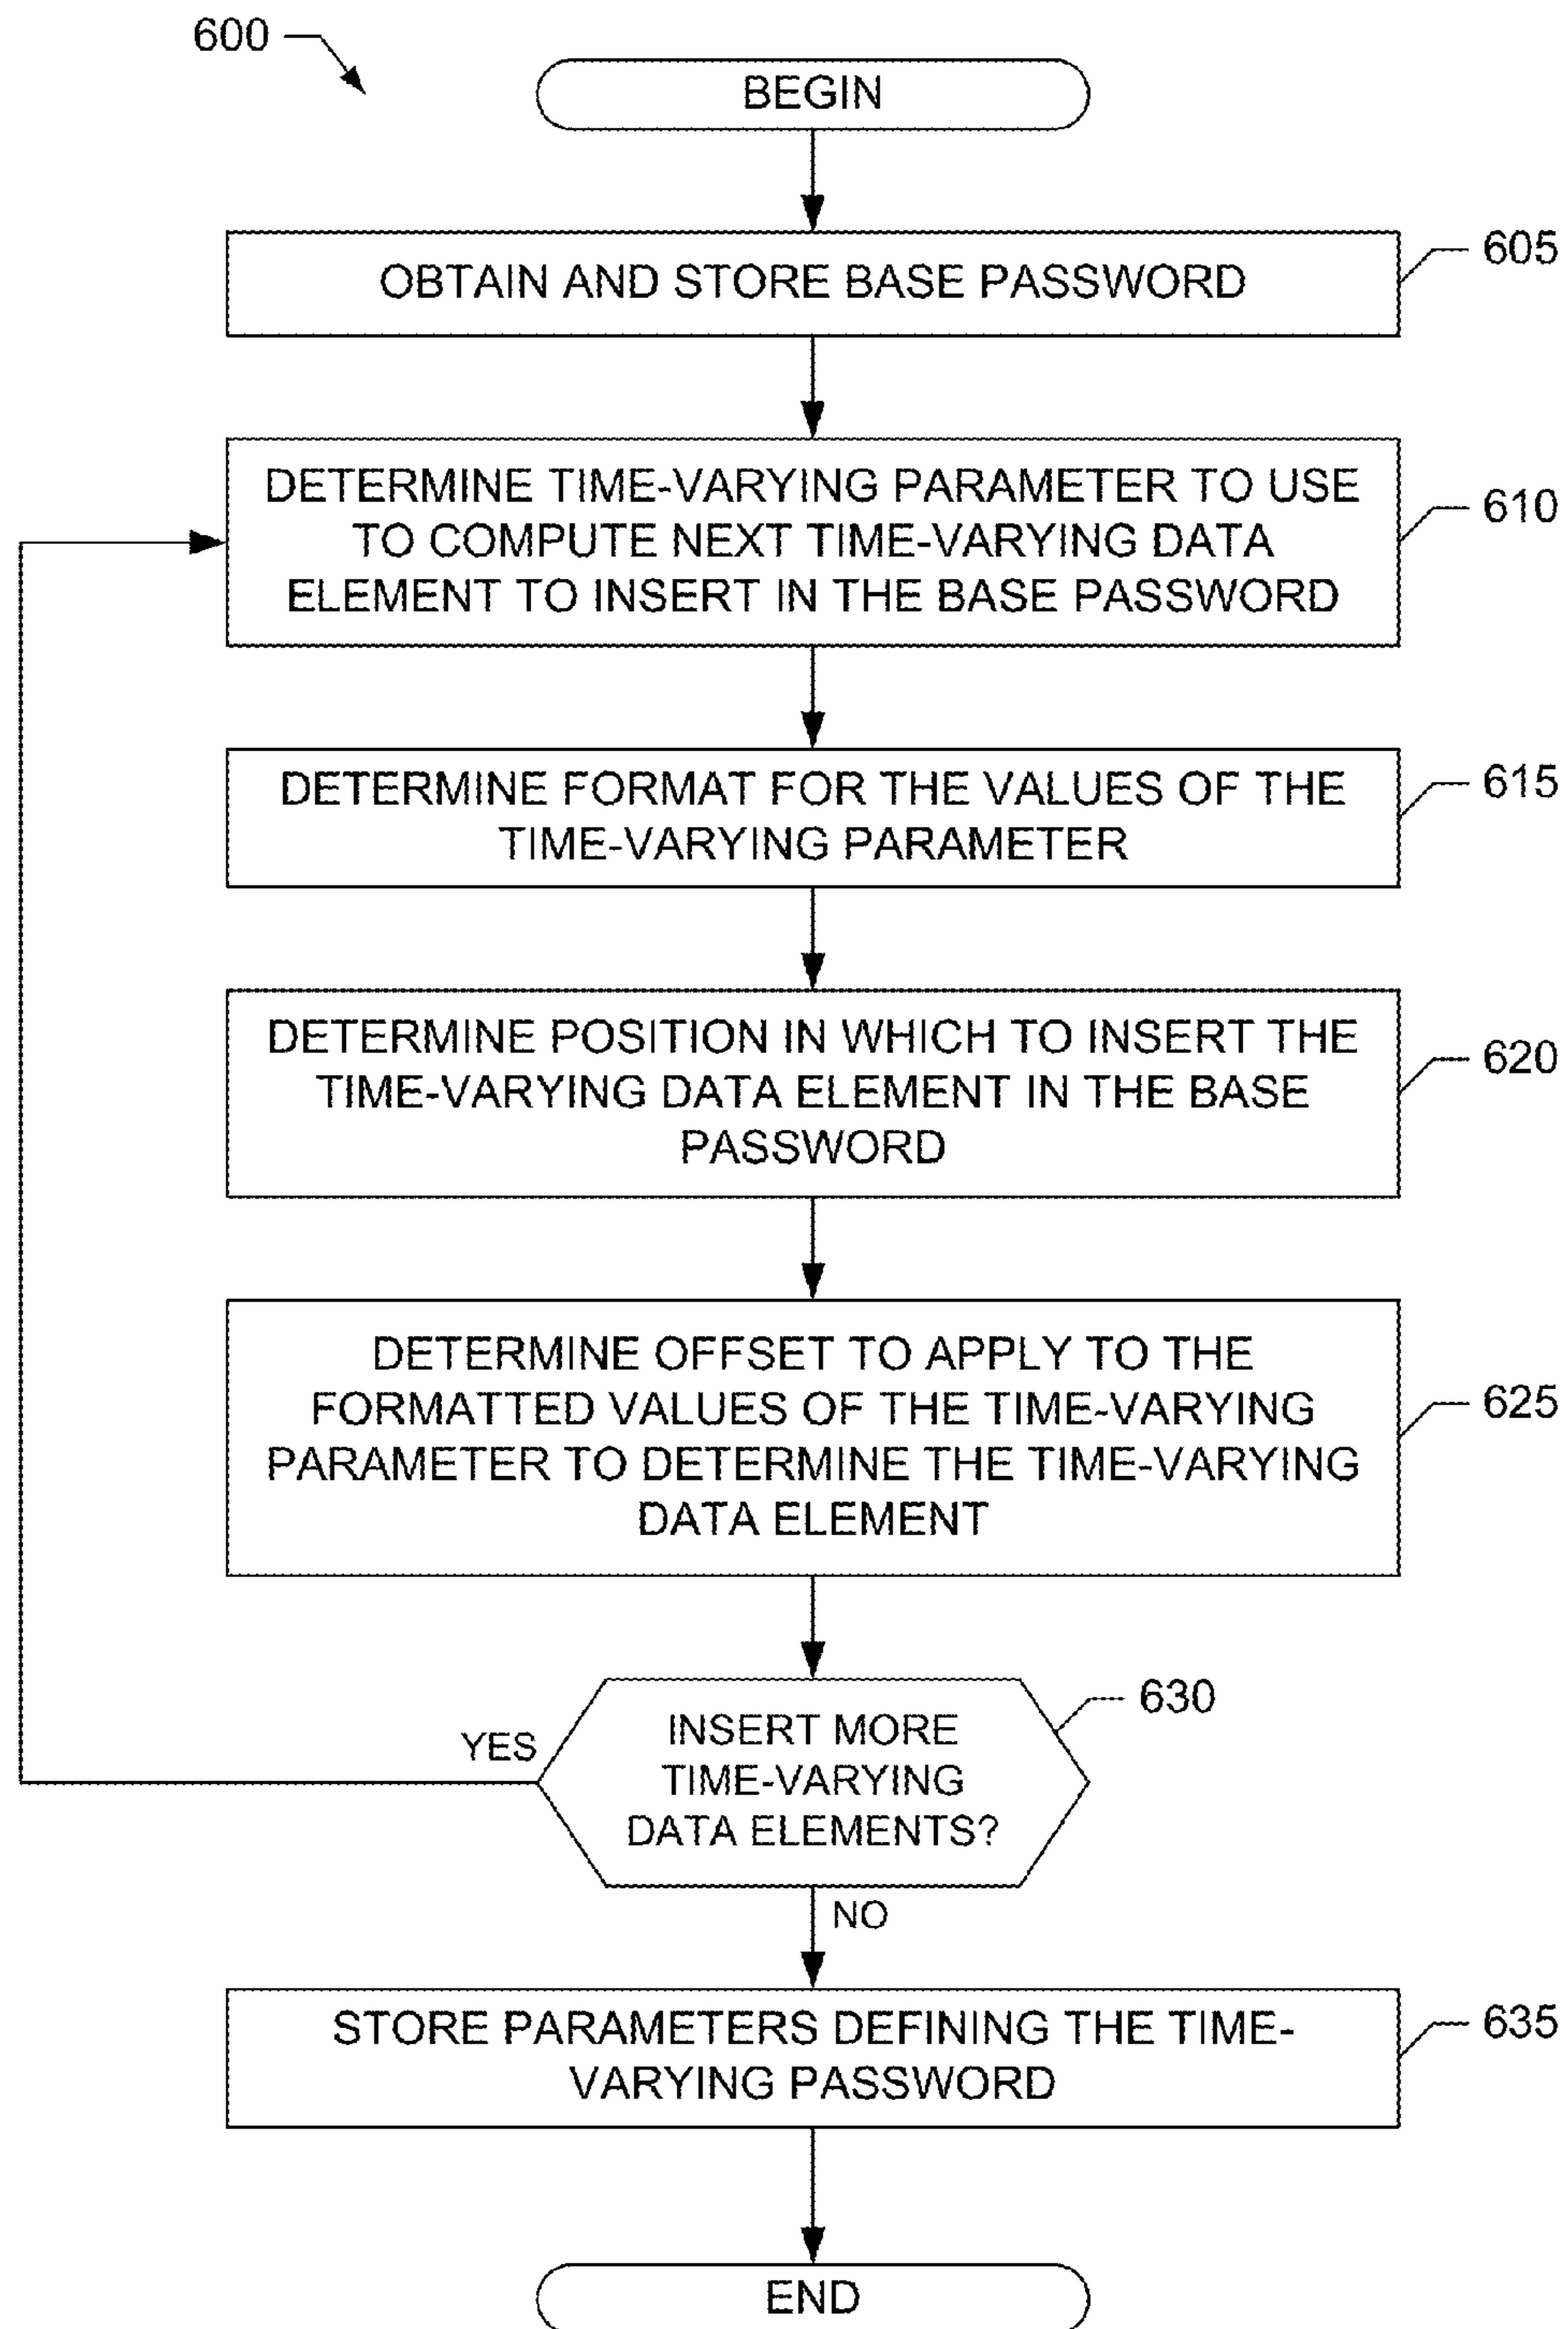 600
BEGIN
OBTAIN AND STORE BASE PASSWORD
605
DETERMINE TIME-VARYING PARAMETER TO USE
TO COMPUTE NEXT TIME-VARYING DATA
ELEMENT TO INSERT IN THE BASE PASSWORD
610
DETERMINE FORMAT FOR THE VALUES OF THE
TIME-VARYING PARAMETER
615
DETERMINE POSITION IN WHICH TO INSERT THE
TIME-VARYING DATA ELEMENT IN THE BASE
PASSWORD
620
DETERMINE OFFSET TO APPLY TO THE
FORMATTED VALUES OF THE TIME-VARYING
PARAMETER TO DETERMINE THE TIME-VARYING
DATA ELEMENT
625
YES
INSERT MORE
TIME-VARYING
DATA ELEMENTS?
630
NO
STORE PARAMETERS DEFINING THE TIME-
VARYING PASSWORD
635
END